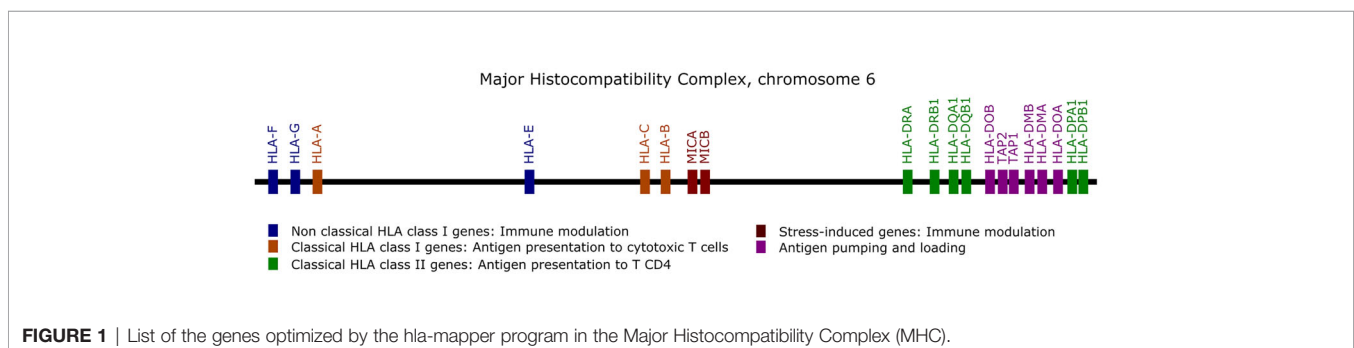 Major Histocompatibility Complex, chromosome 6
HLA-F
HLA-G
HLA-A
HLA-E
HLA-C
HLA-B
MICA
MICB
HLA-DRA
HLA-DRB1
HLA-DQA1
HLA-DQB1
HLA-DOB
TAP2
TAP1
HLA-DMB
HLA-DMA
HLA-DOA
HLA-DPA1
HLA-DPB1
Non classical HLA class I genes: Immune modulation
Classical HLA class I genes: Antigen presentation to cytotoxic T cells
Classical HLA class II genes: Antigen presentation to T CD4
Stress-induced genes: Immune modulation
Antigen pumping and loading
FIGURE 1 | List of the genes optimized by the hla-mapper program in the Major Histocompatibility Complex (MHC).